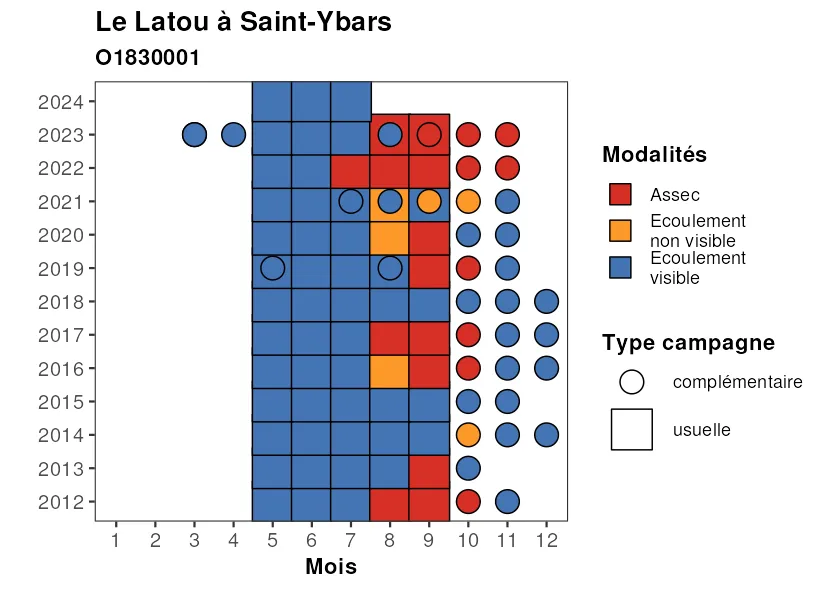 Le Latou à Saint-Ybars
O1830001
2024
2023
2022
2021
2020
2019
2018
2017
2016
2015
2014
2013
2012
1 2 3 4 5 6 7 8 9 10 11 12
Mois
Modalités
Assec
Ecoulement
non visible
Ecoulement
visible
Type campagne
complémentaire
usuelle